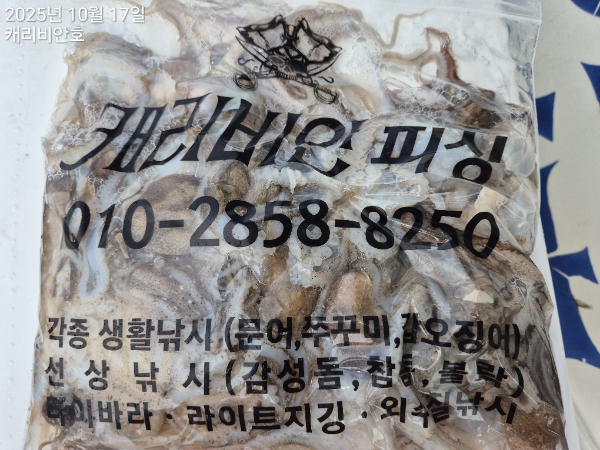 2025년 10월 17일
캐리비안호
캐리비안 피싱
010-2858-8250
각종 생활낚시 (문어,쭈꾸미,갑오징어)
선상낚시 (감성돔,참돔,볼락)
타이바라·라이트지깅·외수질낚시